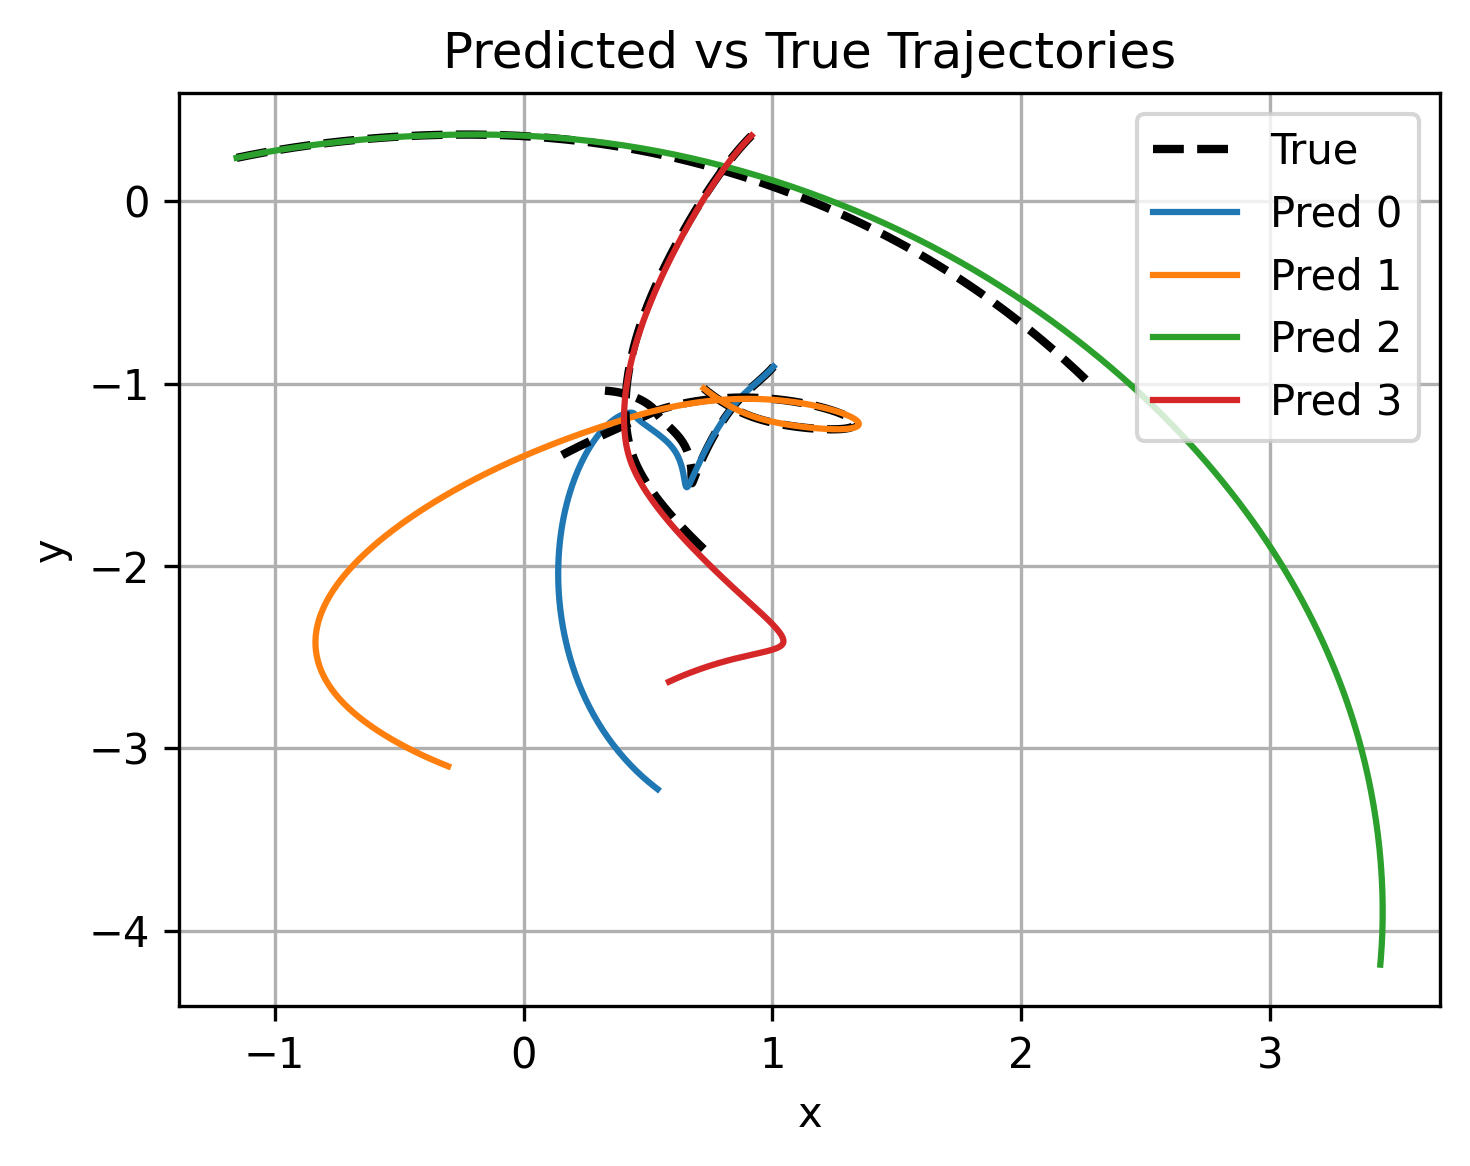 Predicted vs True Trajectories
True
Pred 0
Pred 1
Pred 2
Pred 3
0
−1
−2
−3
−4
y
−1
0
1
2
3
x